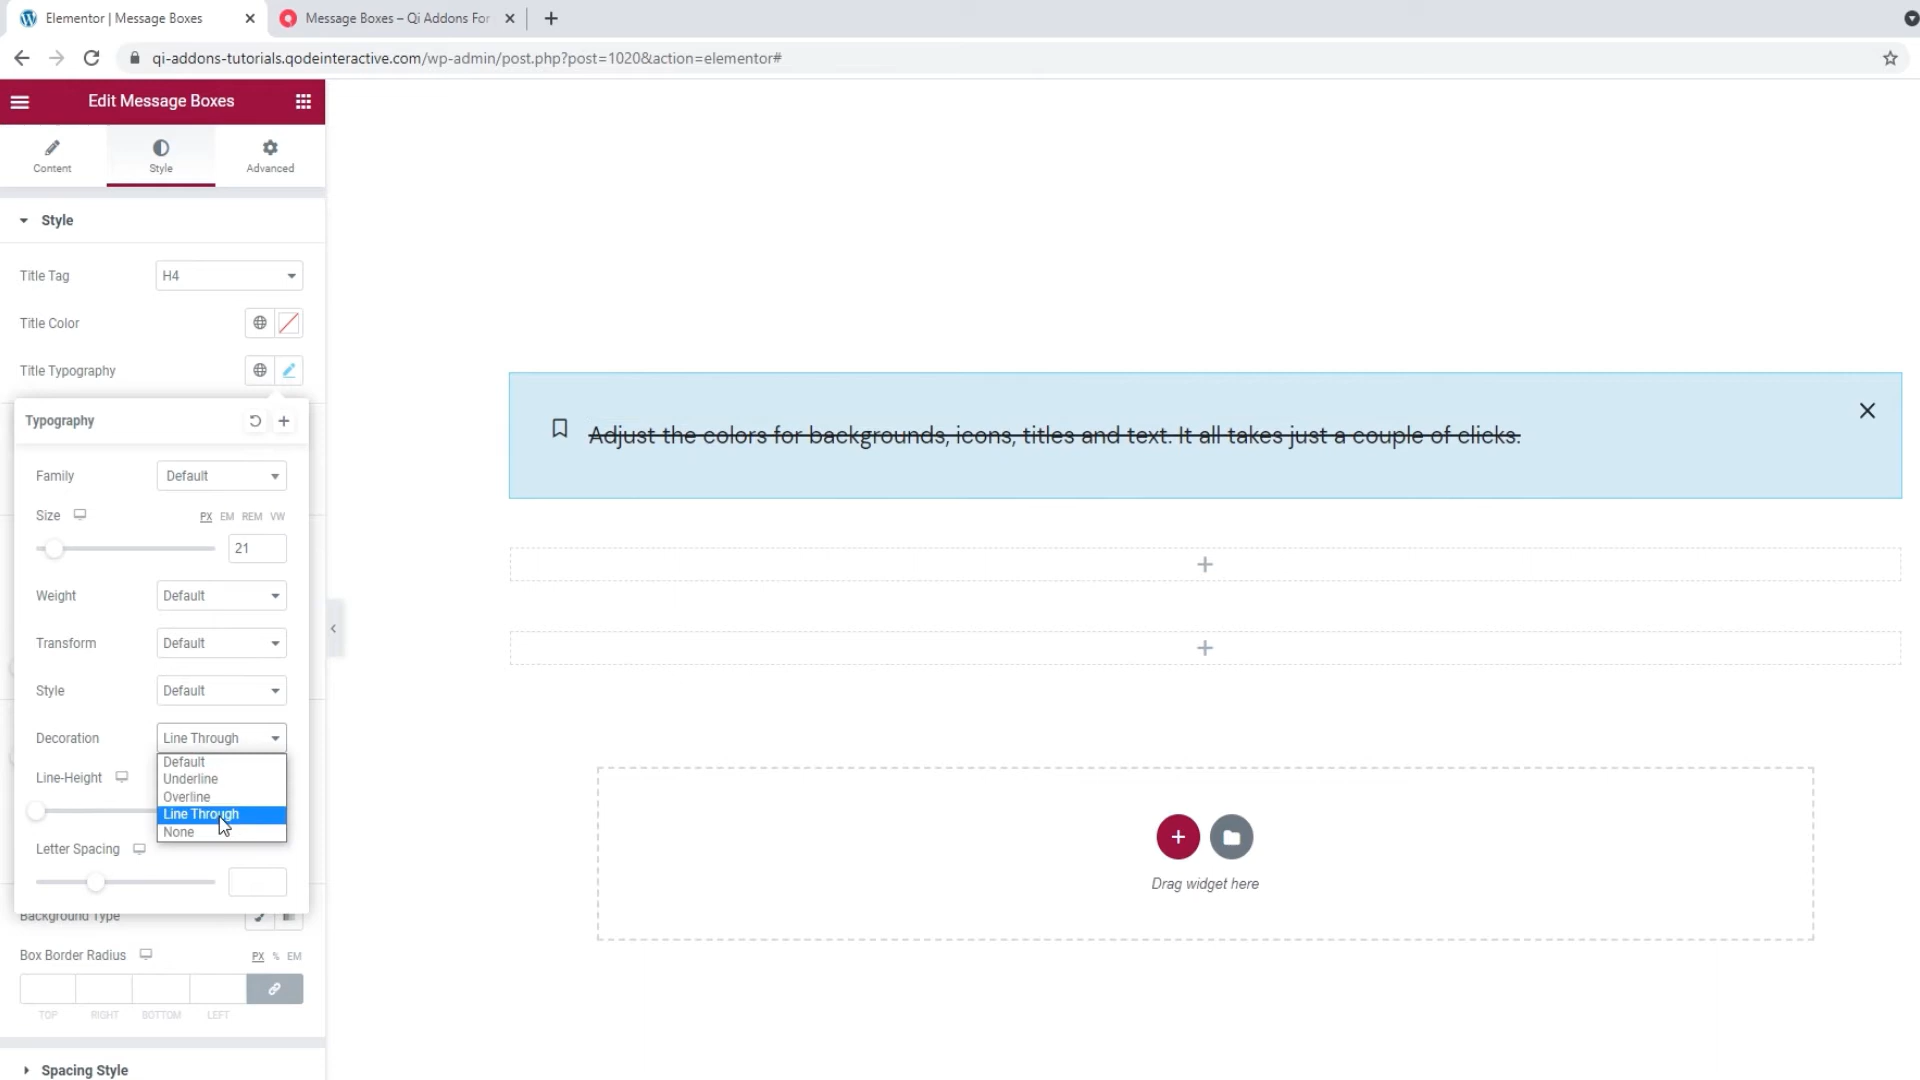 Elementor | Message Boxes
Message Boxes – Qi Addons For
qi-addons-tutorials.qodeinteractive.com/wp-admin/post.php?post=1020&action=elementor#
Edit Message Boxes
Content
Style
Advanced
Style
Title Tag
H4
Title Color
Title Typography
Typography
Family
Default
Size
PX EM REM VW
21
Weight
Default
Transform
Default
Style
Default
Decoration
Line Through
Default
Underline
Overline
Line Through
None
Line-Height
Letter Spacing
Background Type
Box Border Radius
PX % EM
TOP RIGHT BOTTOM LEFT
Spacing Style
Adjust the colors for backgrounds, icons, titles and text. It all takes just a couple of clicks.
Drag widget here